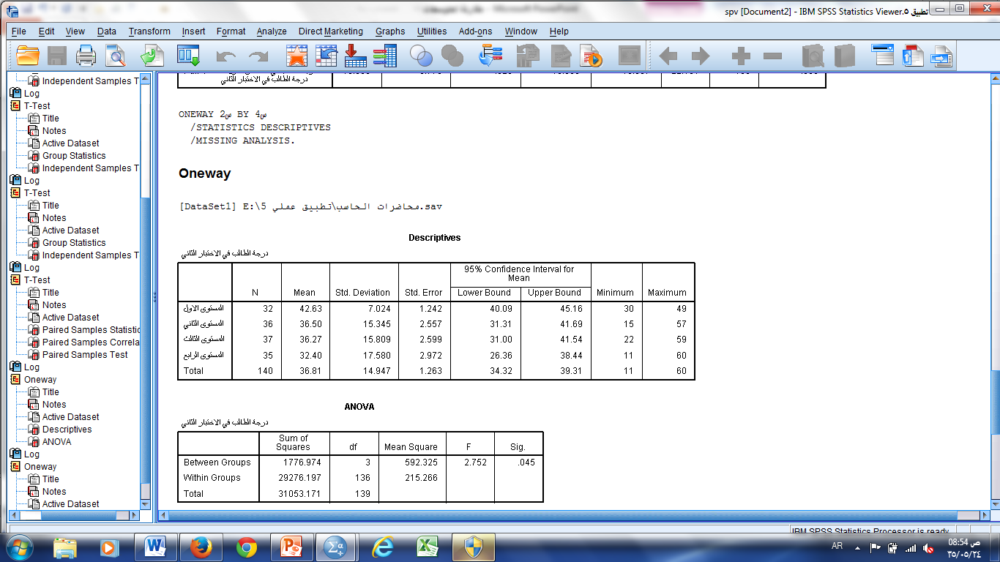 spv [Document2] - IBM SPSS Statistics Viewer.تطبيق ٥
File Edit View Data Transform Insert Format Analyze Direct Marketing Graphs Utilities Add-ons Window Help
Independent Samples T
Log
T-Test
Title
Notes
Active Dataset
Group Statistics
Independent Samples T
Log
T-Test
Title
Notes
Active Dataset
Group Statistics
Independent Samples T
Log
T-Test
Title
Notes
Active Dataset
Paired Samples Statistic
Paired Samples Correla
Paired Samples Test
Log
Oneway
Title
Notes
Active Dataset
Descriptives
ANOVA
Log
Oneway
Title
Notes
Active Dataset
درجة الطالب في الاختبار الثاني
ONEWAY س2 BY س4
/STATISTICS DESCRIPTIVES
/MISSING ANALYSIS.
Oneway
[DataSet1] E:\محاضرات الحاسب\تطبيق عملي 5.sav
Descriptives
درجة الطالب في الاختبار الثاني
N Mean Std. Deviation Std. Error 95% Confidence Interval for Mean Lower Bound Upper Bound Minimum Maximum
المستوى الاول 32 42.63 7.024 1.242 40.09 45.16 30 49
المستوى الثاني 36 36.50 15.345 2.557 31.31 41.69 15 57
المستوى الثالث 37 36.27 15.809 2.599 31.00 41.54 22 59
المستوى الرابع 35 32.40 17.580 2.972 26.36 38.44 11 60
Total 140 36.81 14.947 1.263 34.32 39.31 11 60
ANOVA
درجة الطالب في الاختبار الثاني
Sum of Squares df Mean Square F Sig.
Between Groups 1776.974 3 592.325 2.752 .045
Within Groups 29276.197 136 215.266
Total 31053.171 139
IBM SPSS Statistics Processor is ready
AR
08:54 ص
٣٥/٠٥/٢٤